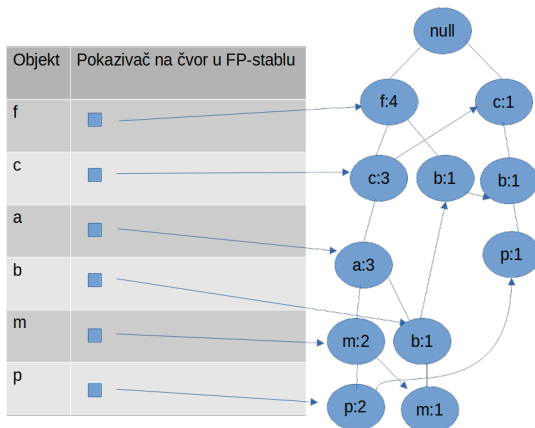 Objekt Pokazivač na čvor u FP-stablu
f
c
a
b
m
p
null
f:4 c:1
c:3 b:1 b:1
a:3 p:1
m:2 b:1
p:2 m:1